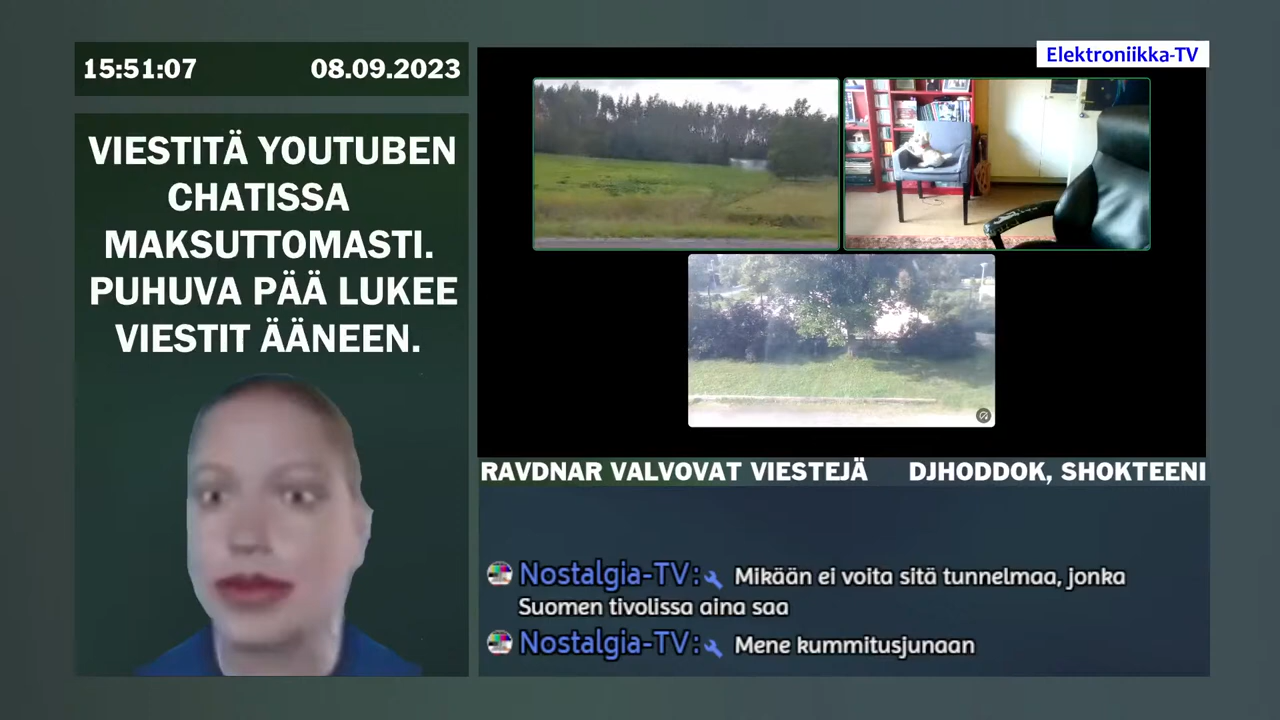 15:51:07 08.09.2023
VIESTITÄ YOUTUBEN
CHATISSA
MAKSUTTOMASTI.
PUHUVA PÄÄ LUKEE
VIESTIT ÄÄNEEN.
Elektroniikka-TV
RAVDNAR VALVOVAT VIESTEJÄ DJHODDOK, SHOKTEENI
Nostalgia-TV: Mikään ei voita sitä tunnelmaa, jonka
Suomen tivolissa aina saa
Nostalgia-TV: Mene kummitusjunaan